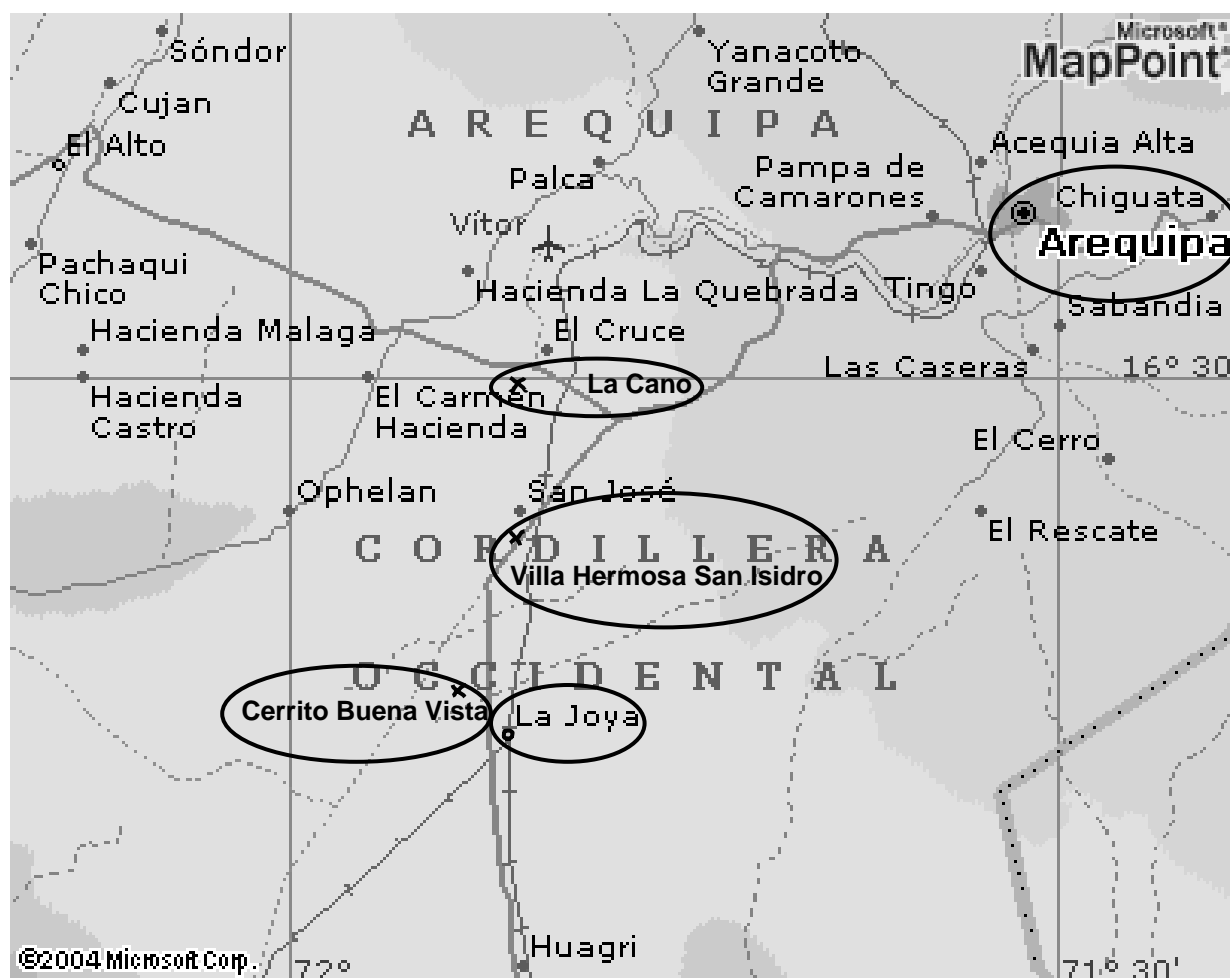 Microsoft®
MapPoint®
Sóndor
Yanacoto
Grande
Cujan
A R E Q U I P A
El Alto
Acequia Alta
Palca
Pampa de
Camarones
Chiguata
Vítor
Arequipa
Pachaqui
Chico
Hacienda La Quebrada
Tingo
Sabandia
Hacienda Malaga
El Cruce
Las Caseras
16° 30
La Cano
Hacienda
Castro
El Carmen
Hacienda
El Cerro
Ophelan
San José
El Rescate
C O R D I L L E R A
Villa Hermosa San Isidro
O C C I D E N T A L
Cerrito Buena Vista
La Joya
Huagri
©2004 Microsoft Corp.
72°
71° 30'